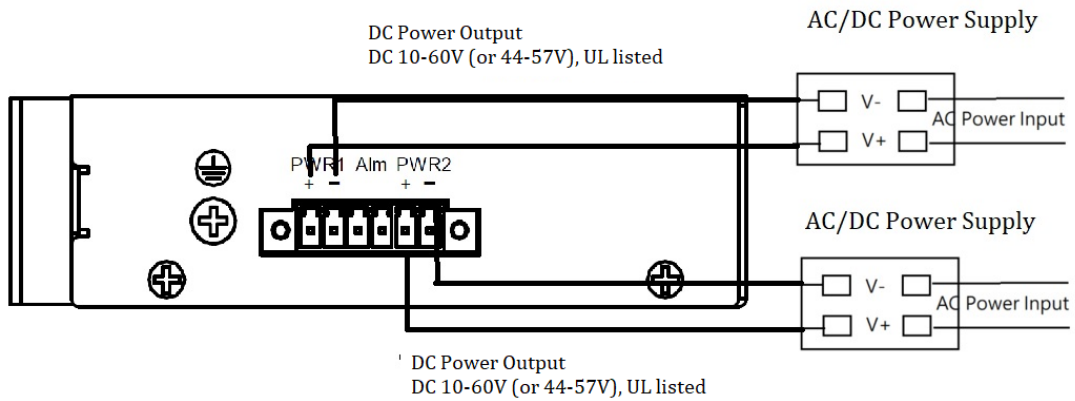 AC/DC Power Supply
DC Power Output
DC 10-60V (or 44-57V), UL listed
V-
AC Power Input
V+
PWR1 Alm PWR2
+ - + -
AC/DC Power Supply
V-
AC Power Input
V+
DC Power Output
DC 10-60V (or 44-57V), UL listed